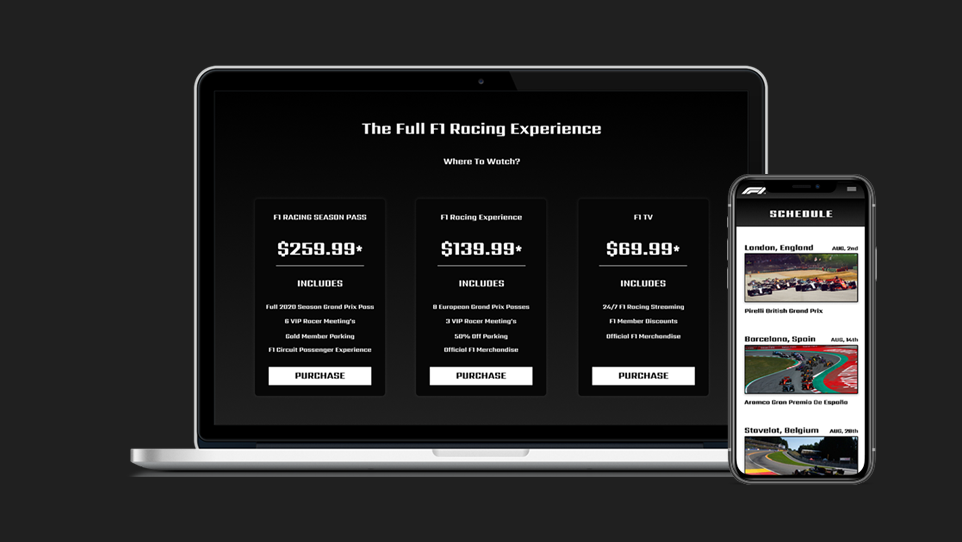 The Full F1 Racing Experience
Where To Watch?
F1 RACING SEASON PASS
$259.99*
INCLUDES
Full 2020 Season Grand Prix Pass
6 VIP Racer Meeting's
Gold Member Parking
F1 Circuit Passenger Experience
PURCHASE
F1 Racing Experience
$139.99*
INCLUDES
8 European Grand Prix Passes
3 VIP Racer Meeting's
50% Off Parking
Official F1 Merchandise
PURCHASE
F1 TV
$69.99*
INCLUDES
24/7 F1 Racing Streaming
F1 Member Discounts
Official F1 Merchandise
PURCHASE
F1
SCHEDULE
London, England AUG, 2nd
Pirelli British Grand Prix
Barcelona, Spain AUG, 14th
Aramco Gran Premio De España
Stavelot, Belgium AUG, 28th